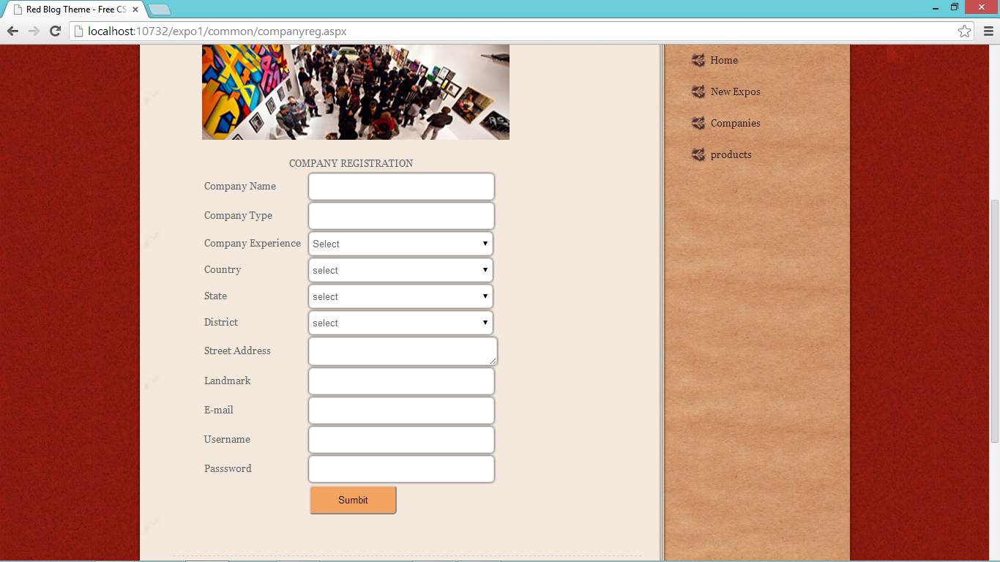 Red Blog Theme - Free CS
localhost:10732/expo1/common/companyreg.aspx
Home
New Expos
Companies
products
COMPANY REGISTRATION
Company Name
Company Type
Company Experience Select
Country select
State select
District select
Street Address
Landmark
E-mail
Username
Passsword
Sumbit